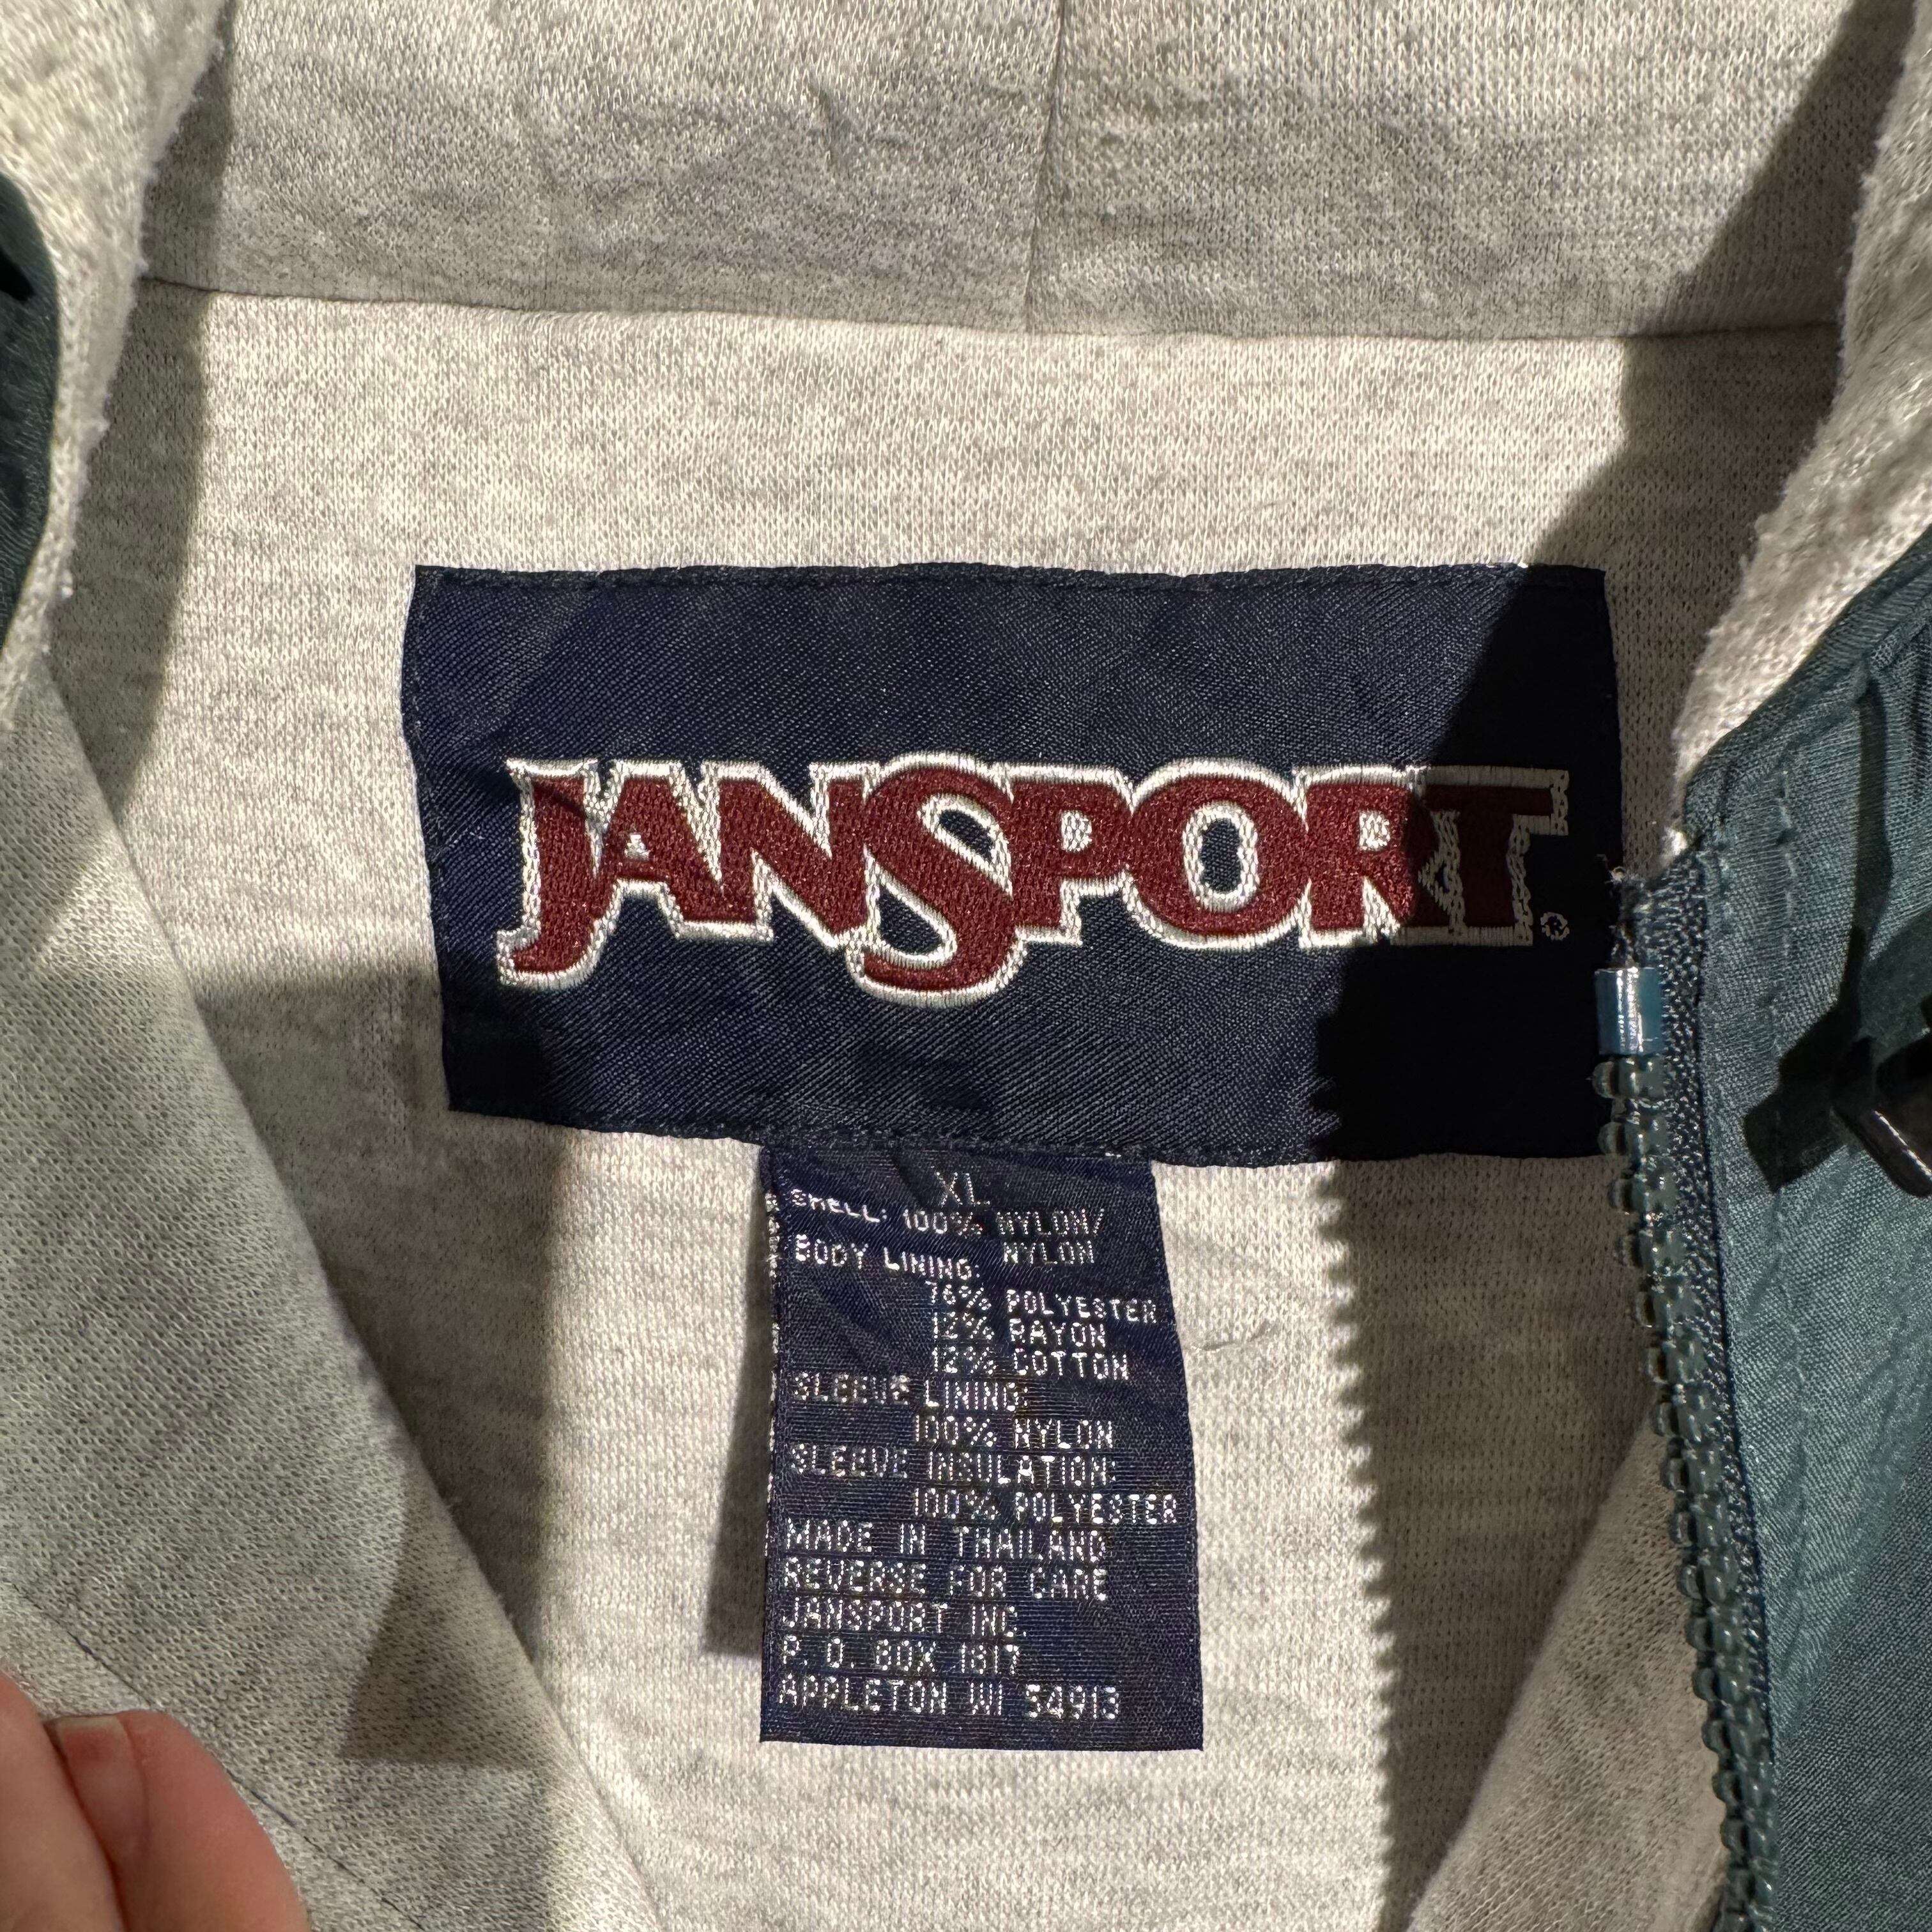 JANSPORT®
XL
SHELL: 100% NYLON/
NYLON
BODY LINING:
76% POLYESTER
12% RAYON
12% COTTON
SLEEVE LINING:
100% NYLON
SLEEVE INSULATION:
100% POLYESTER
MADE IN THAILAND
REVERSE FOR CARE
JANSPORT INC.
P. O. BOX 1817
APPLETON WI 54913